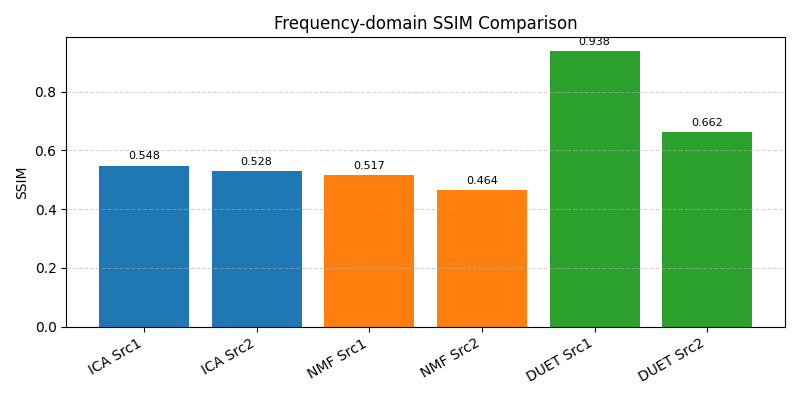 Frequency-domain SSIM Comparison
SSIM
0.8
0.6
0.4
0.2
0.0
0.548
0.528
0.517
0.464
0.938
0.662
ICA Src1
ICA Src2
NMF Src1
NMF Src2
DUET Src1
DUET Src2